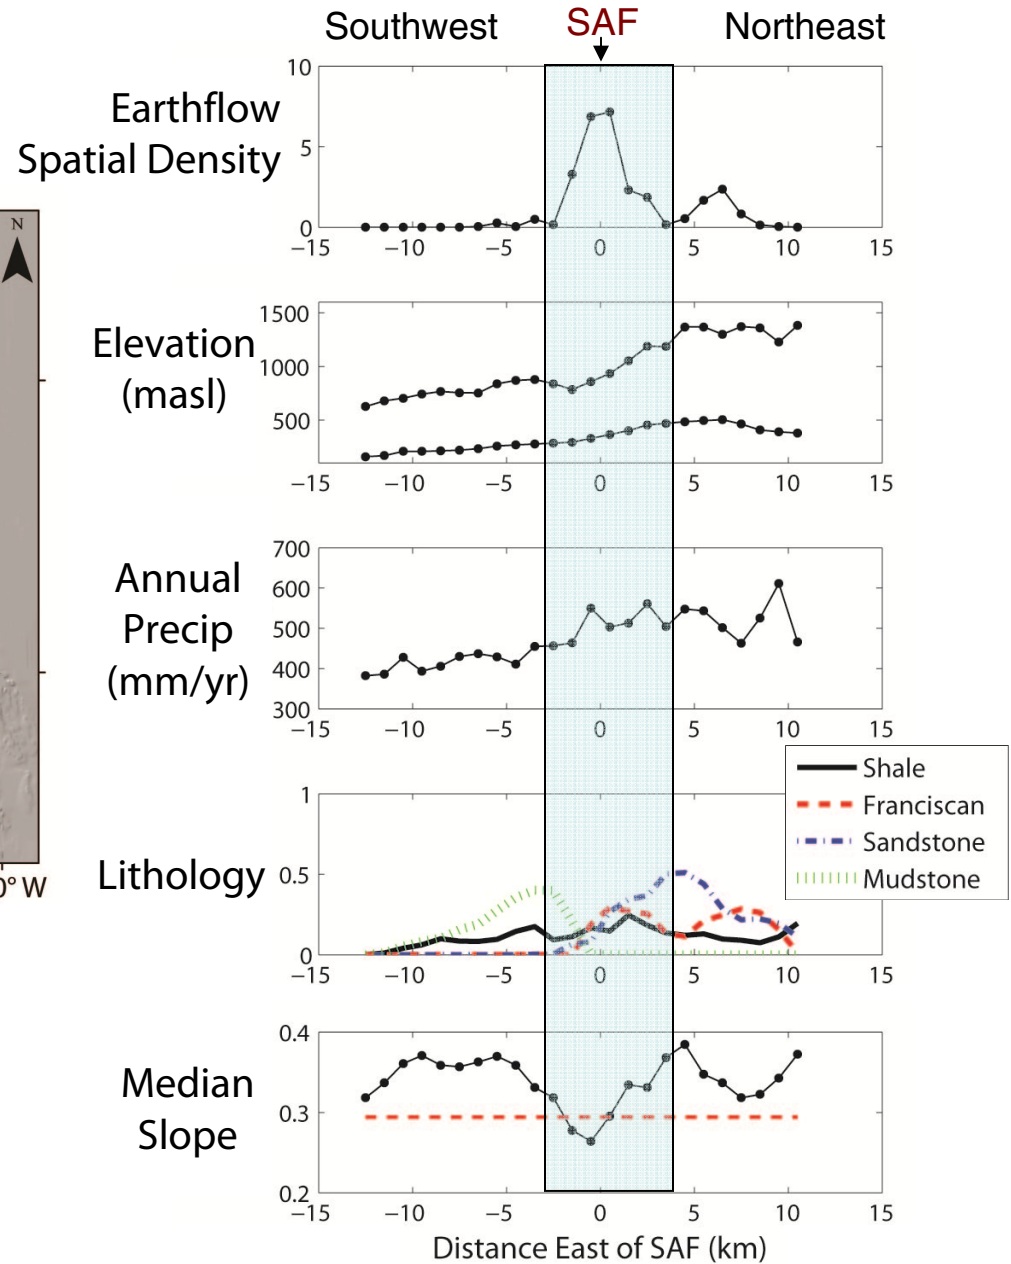 Southwest SAF Northeast
Earthflow
Spatial Density
10
5
0
−15 −10 −5 0 5 10 15
N
Elevation
(masl)
1500
1000
500
−15 −10 −5 0 5 10 15
Annual
Precip
(mm/yr)
700
600
500
400
300
−15 −10 −5 0 5 10 15
Shale
Franciscan
Sandstone
Mudstone
Lithology
1
0.5
0
−15 −10 −5 0 5 10 15
0° W
Median
Slope
0.4
0.3
0.2
−15 −10 −5 0 5 10 15
Distance East of SAF (km)